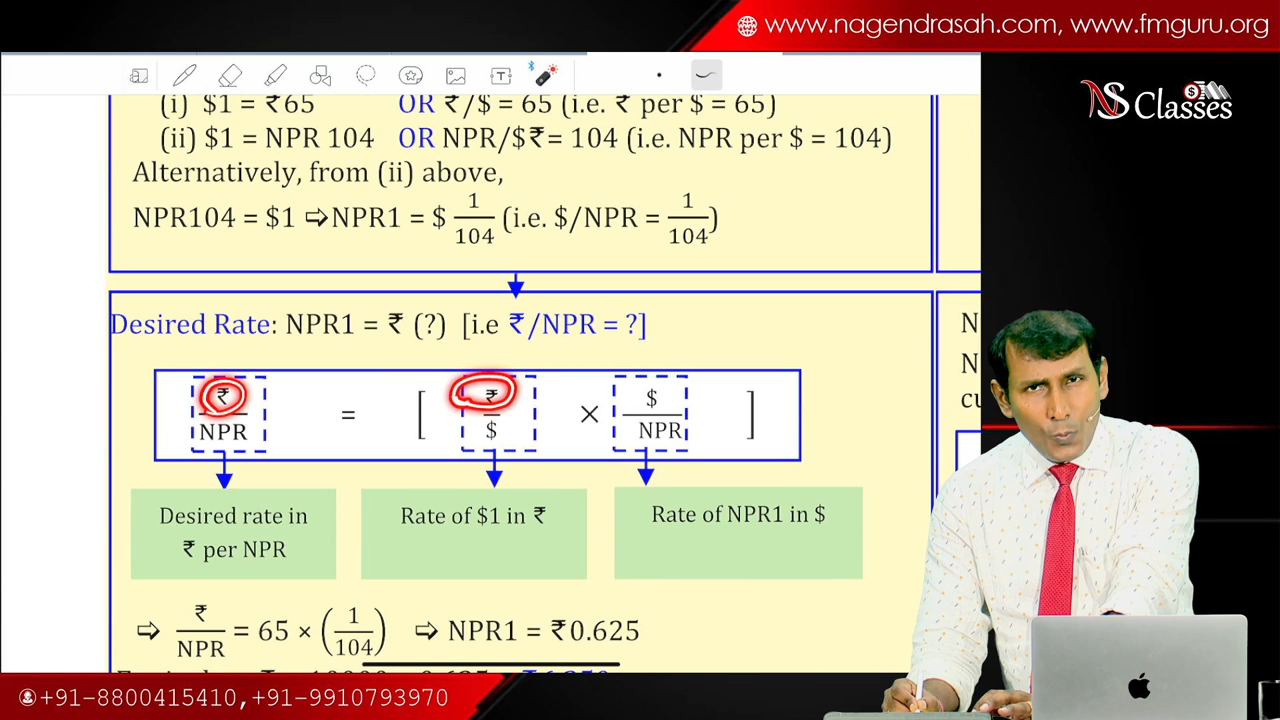 www.nagendrasah.com, www.fmguru.org
NS Classes
(i) $1 = ₹65 OR ₹/$ = 65 (i.e. ₹ per $ = 65)
(ii) $1 = NPR 104 OR NPR/$₹= 104 (i.e. NPR per $ = 104)
Alternatively, from (ii) above,
NPR104 = $1 ⇨NPR1 = $ 1/104 (i.e. $/NPR = 1/104)
Desired Rate: NPR1 = ₹ (?) [i.e ₹/NPR = ?]
₹/NPR = [ ₹/$ × $/NPR ]
Desired rate in
₹ per NPR
Rate of $1 in ₹
Rate of NPR1 in $
⇨ ₹/NPR = 65 × (1/104) ⇨ NPR1 = ₹0.625
N
N
cu
+91-8800415410,+91-9910793970